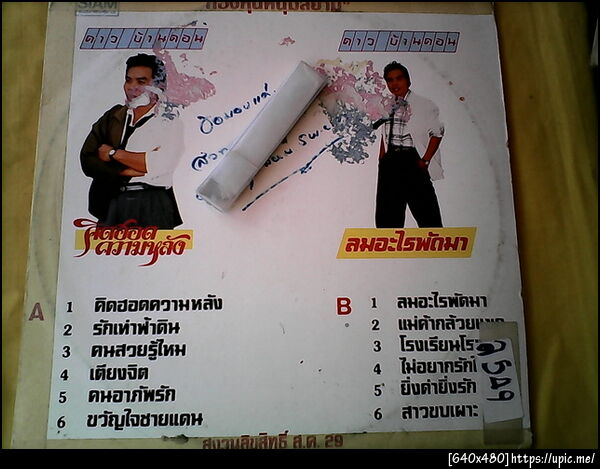 SIAM
ดาว บ้านดอน
ดาว บ้านดอน
ขอมอบแด่
คิดฮอดความหลัง
ลมอะไรพัดมา
A
1 คิดฮอดความหลัง
2 รักเท่าฟ้าดิน
3 คนสวยรู้ไหม
4 เตียงจิต
5 คนอาภัพรัก
6 ขวัญใจชายแดน
B
1 ลมอะไรพัดมา
2 แม่ค้ากล้วย
3 โรงเรียน
4 ไม่อยากรัก
5 ยิ่งค่ำยิ่งรัก
6 สาวขบเผาะ
สงวนลิขสิทธิ์ ส.ค. 29
[640x480]https://upic.me/